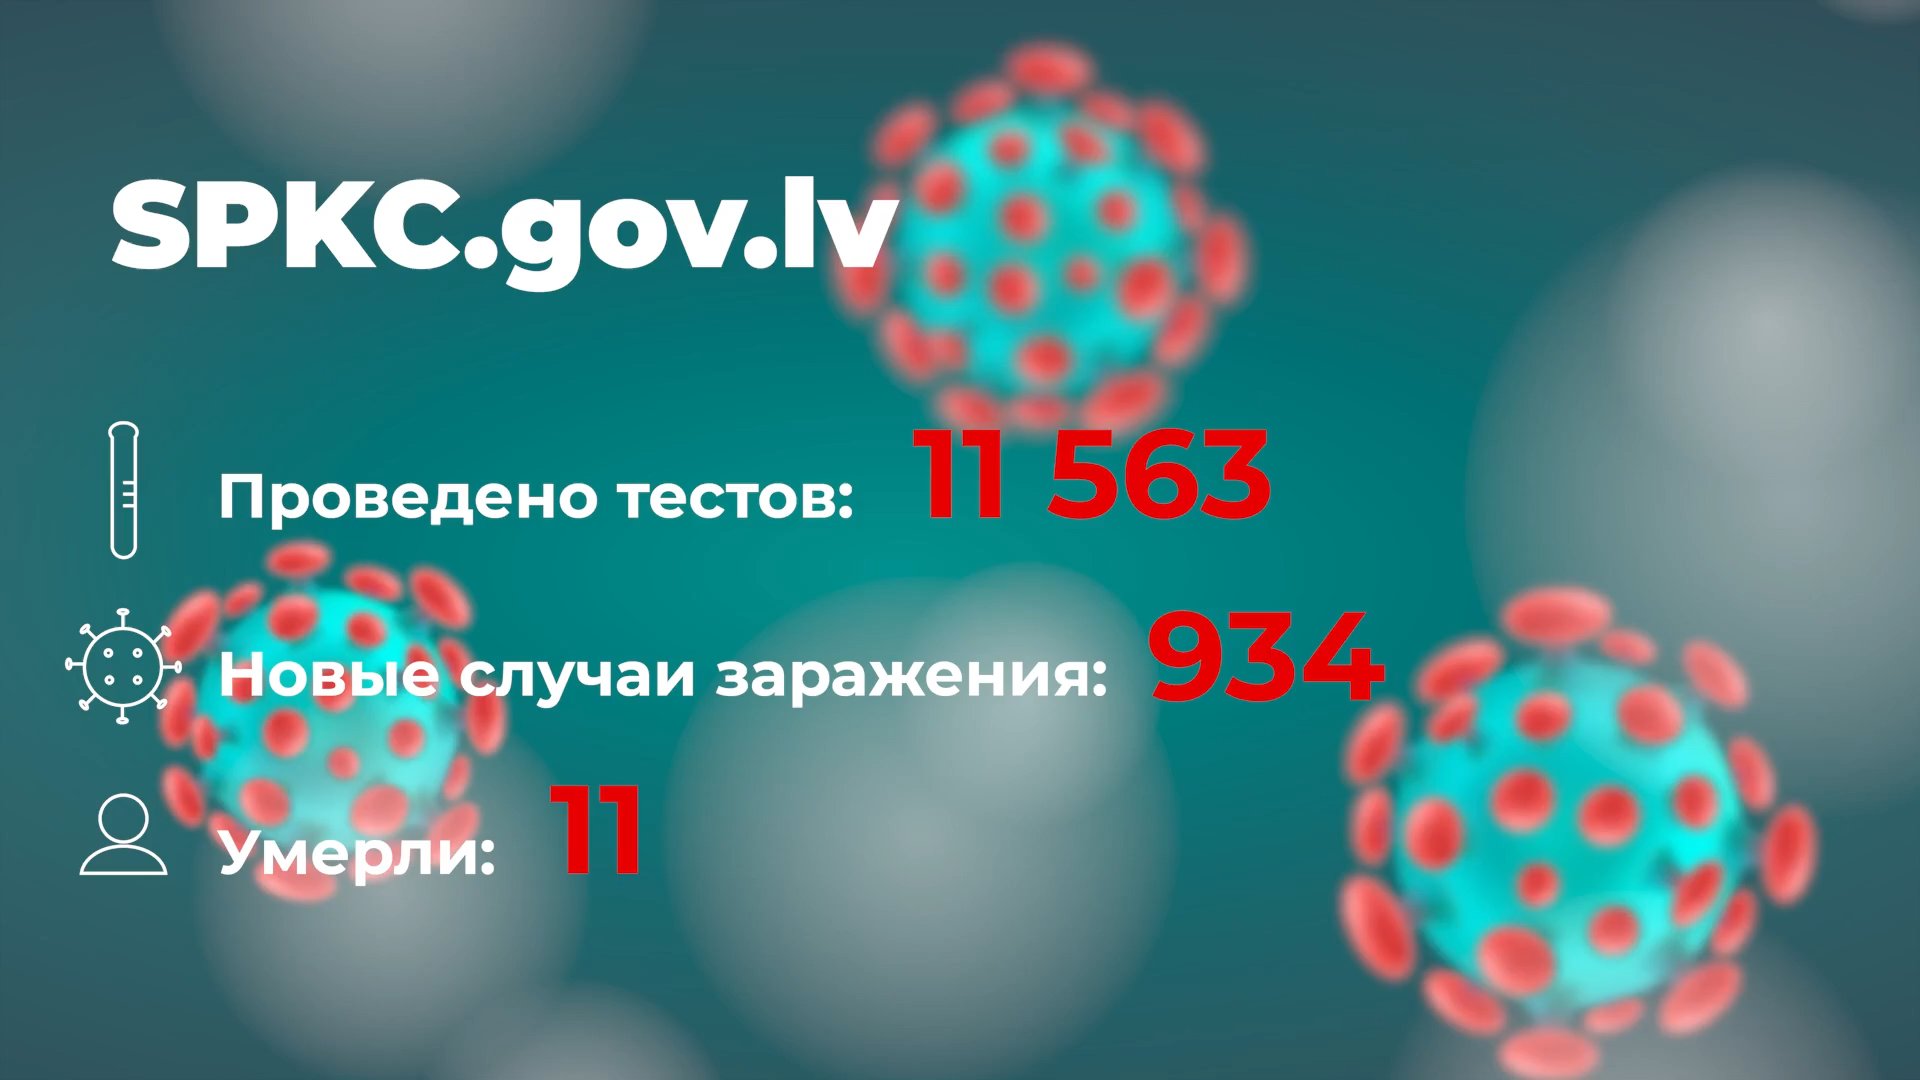 SPKC.gov.lv
Проведено тестов: 11 563
Новые случаи заражения: 934
Умерли: 11